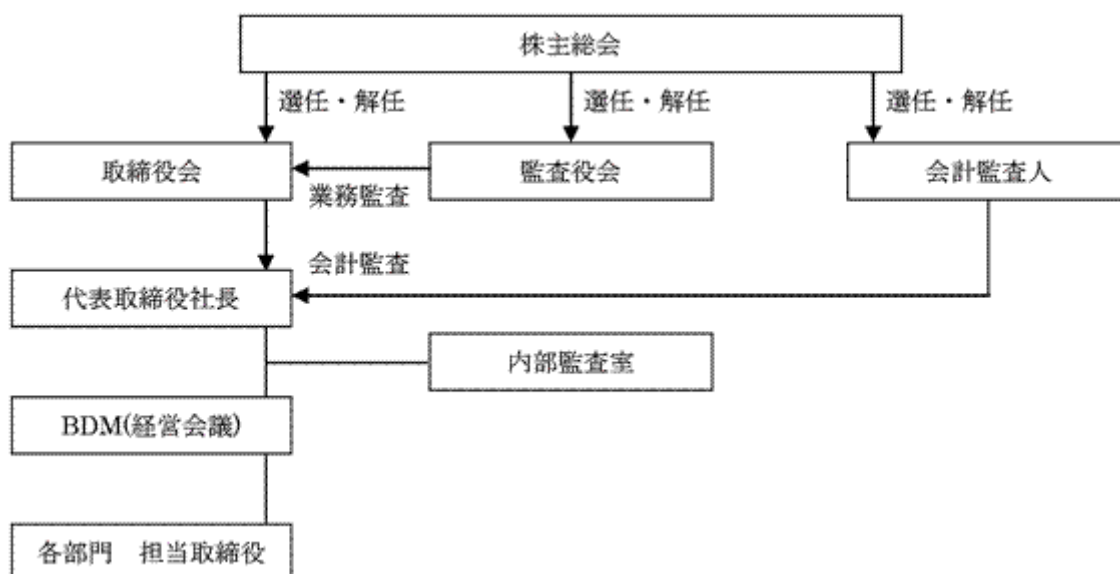 株主総会
選任・解任
選任・解任
選任・解任
取締役会
監査役会
会計監査人
業務監査
会計監査
代表取締役社長
内部監査室
BDM(経営会議)
各部門　担当取締役